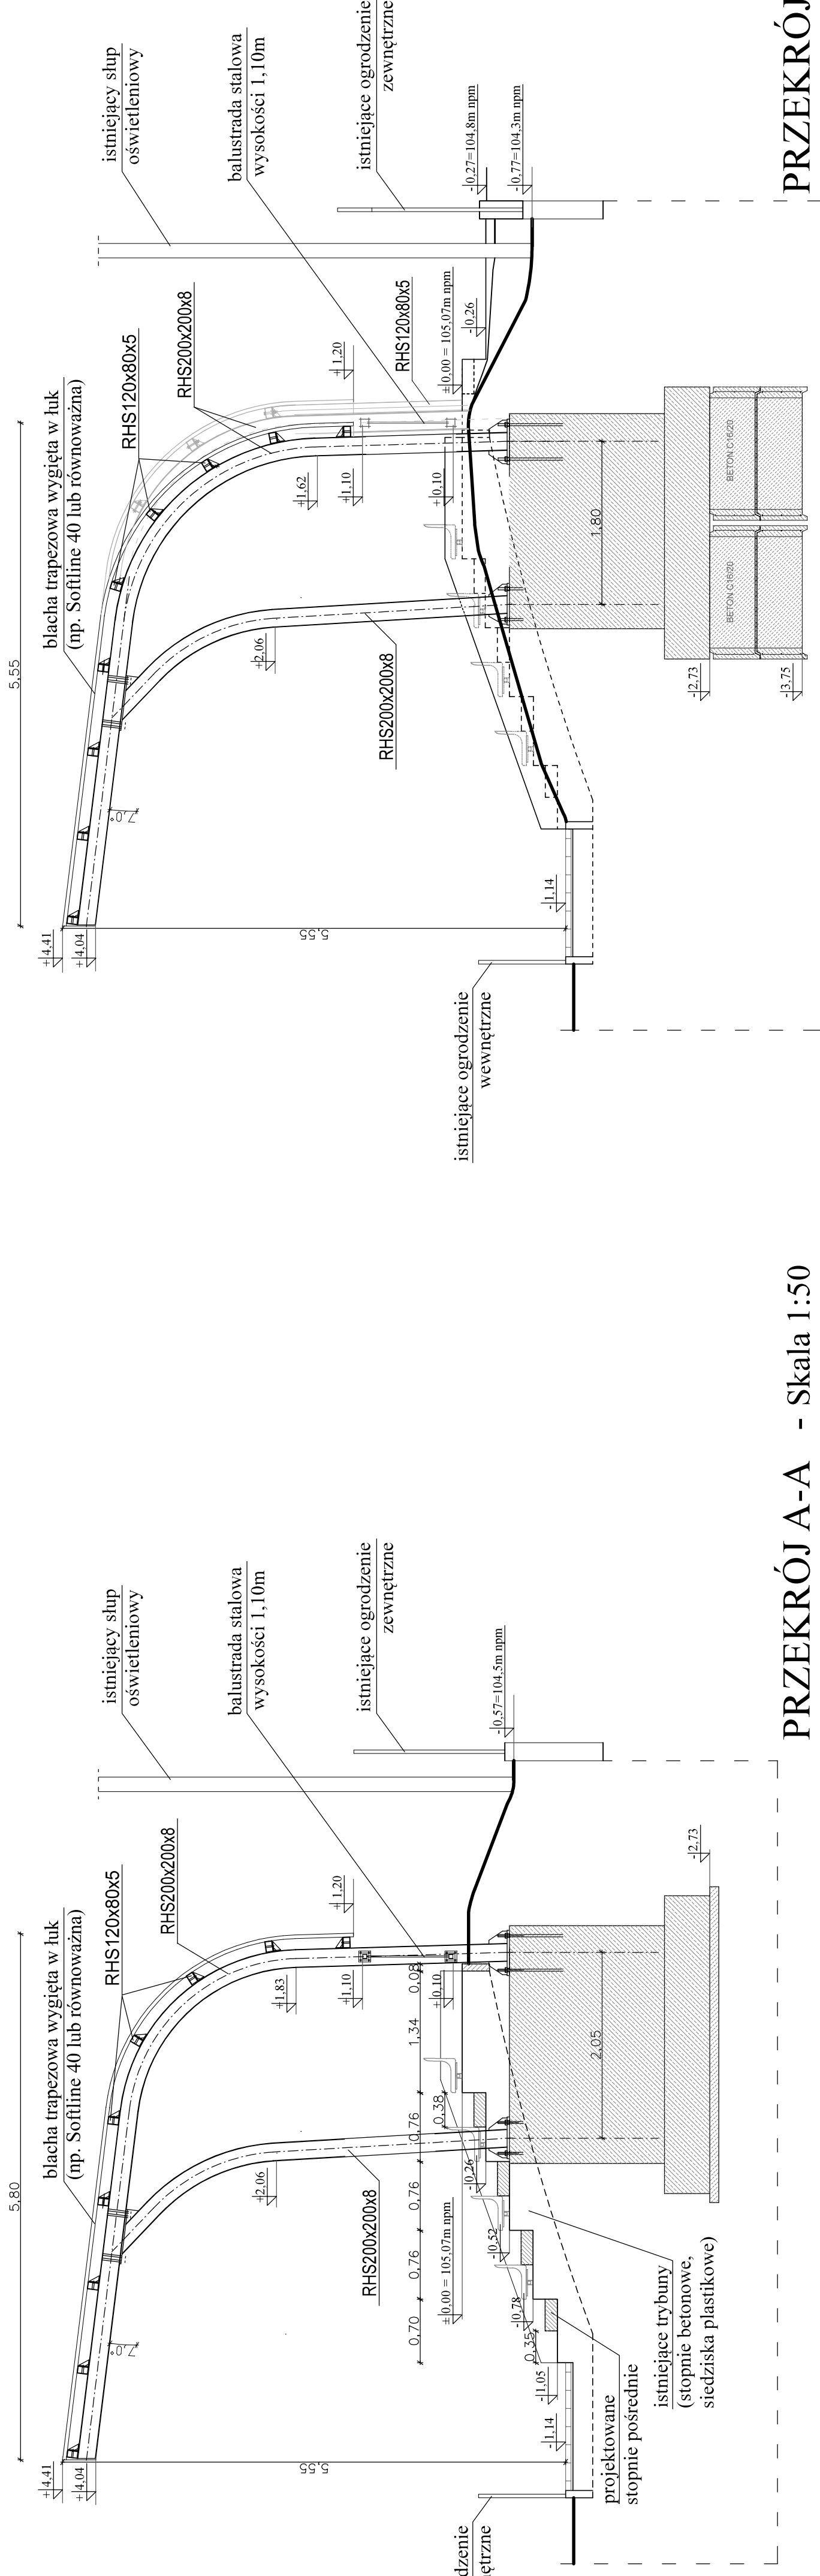 5,55
blacha trapezowa wygięta w łuk
(np. Softline 40 lub równoważna)
istniejący słup
oświetleniowy
RHS120x80x5
RHS200x200x8
balustrada stalowa
wysokości 1,10m
istniejące ogrodzenie
zewnętrzne
+4,41
+4,04
7,0°
5,55
+2,06
+1,62
+1,20
+1,10
+0,10
RHS120x80x5
RHS200x200x8
±0,00 = 105,07m npm
-0,26
-0,27=104,8m npm
-0,77=104,3m npm
-1,14
istniejące ogrodzenie
wewnętrzne
1.80
-2,73
-3,75
BETON C16/20
BETON C16/20
PRZEKRÓJ
5,80
blacha trapezowa wygięta w łuk
(np. Softline 40 lub równoważna)
istniejący słup
oświetleniowy
RHS120x80x5
RHS200x200x8
balustrada stalowa
wysokości 1,10m
istniejące ogrodzenie
zewnętrzne
+4,41
+4,04
7,0°
5,55
+2,06
+1,83
+1,20
+1,10
+0,10
RHS200x200x8
0,70
0,76
0,76
0,76
1,34
0,08
0,38
0,35
±0,00 = 105,07m npm
-0,26
-0,52
-0,78
-1,05
-1,14
-0,57=104,5m npm
2,05
-2,73
dzenie
ętrzne
projektowane
stopnie pośrednie
istniejące trybuny
(stopnie betonowe,
siedziska plastikowe)
PRZEKRÓJ A-A - Skala 1:50